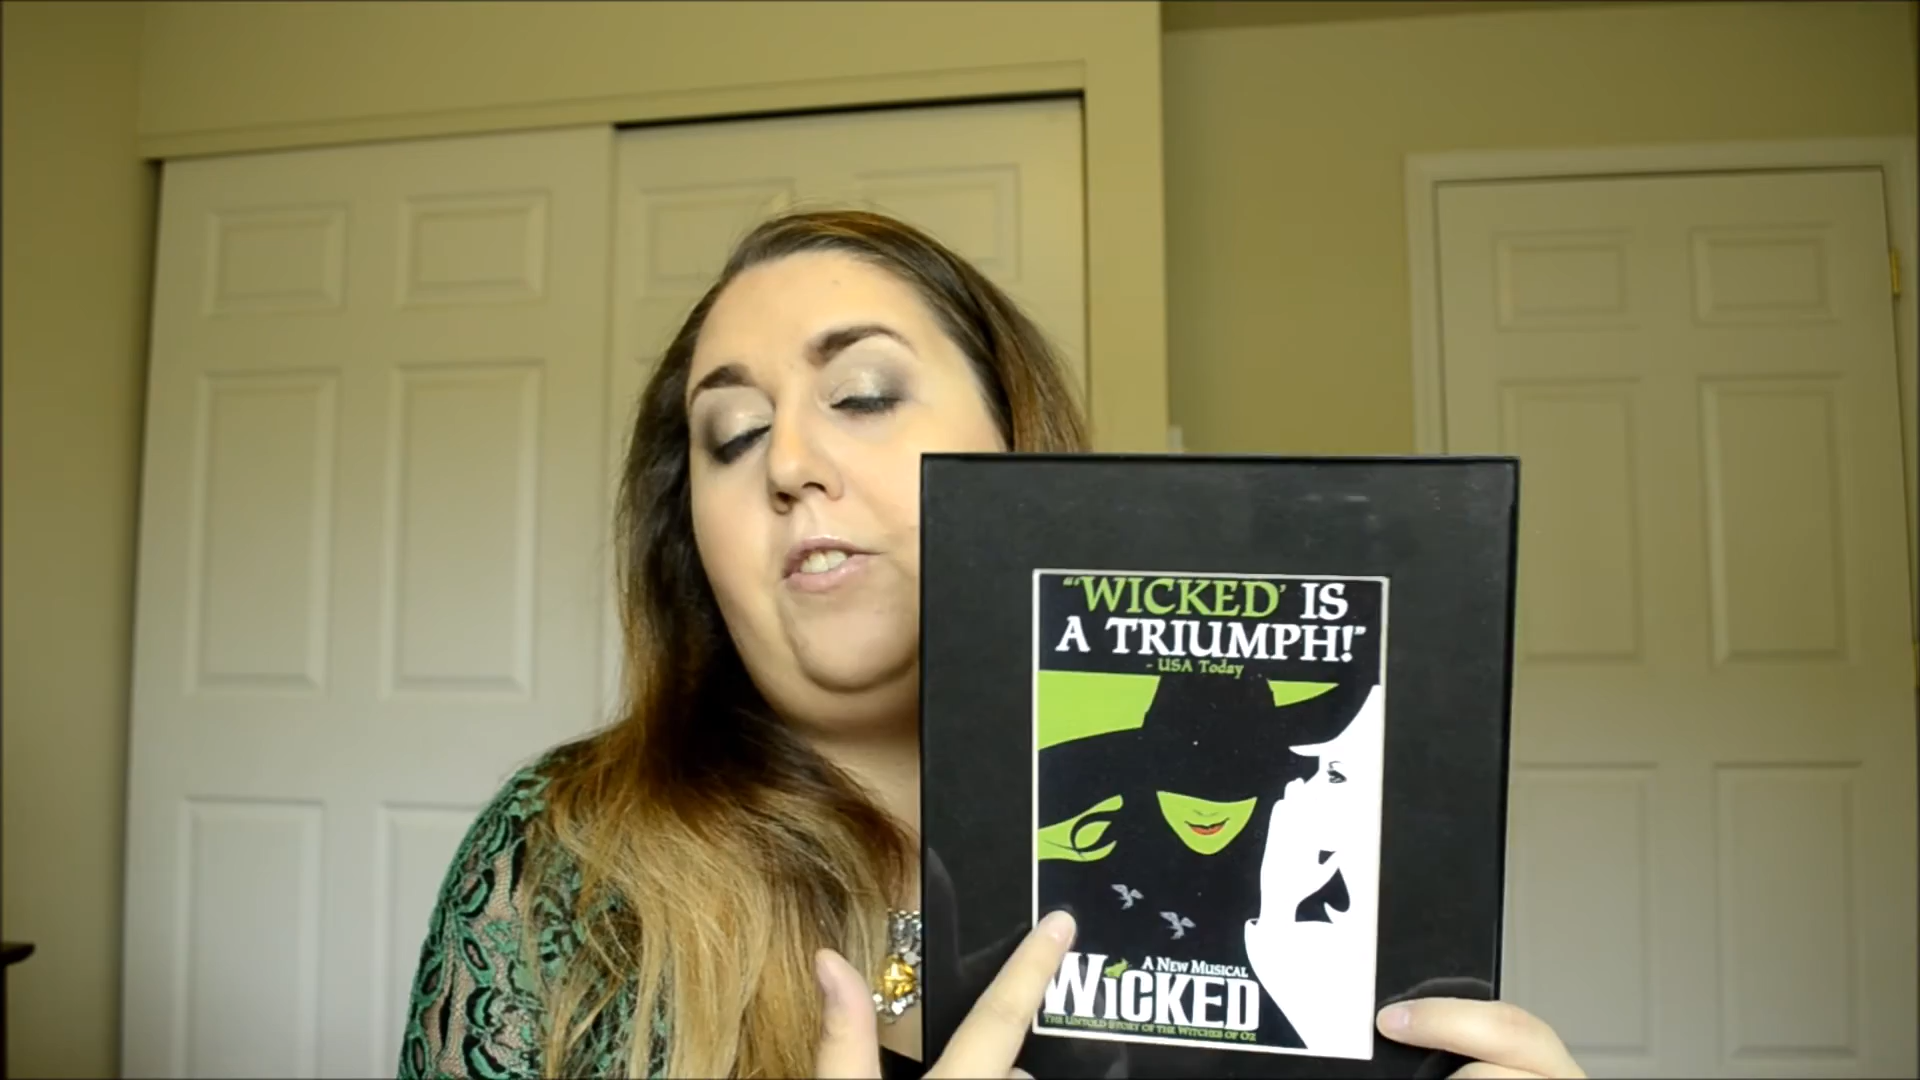 "'WICKED' IS
A TRIUMPH!"
- USA Today
A NEW MUSICAL
WICKED
THE UNTOLD STORY OF THE WITCHES OF OZ